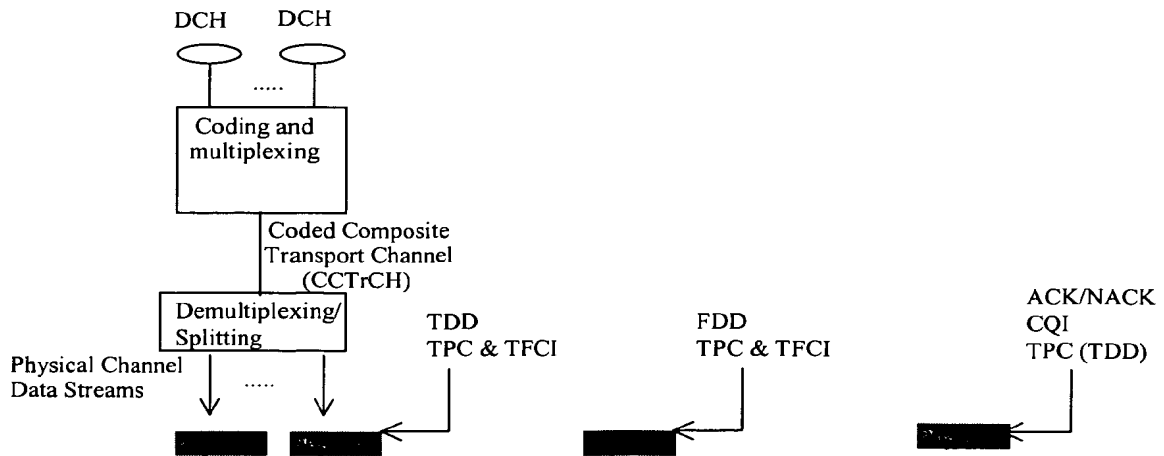 DCH DCH
.....
Coding and
multiplexing
Coded Composite
Transport Channel
(CCTrCH)
Demultiplexing/
Splitting
Physical Channel
Data Streams
.....
TDD
TPC & TFCI
FDD
TPC & TFCI
ACK/NACK
CQI
TPC (TDD)